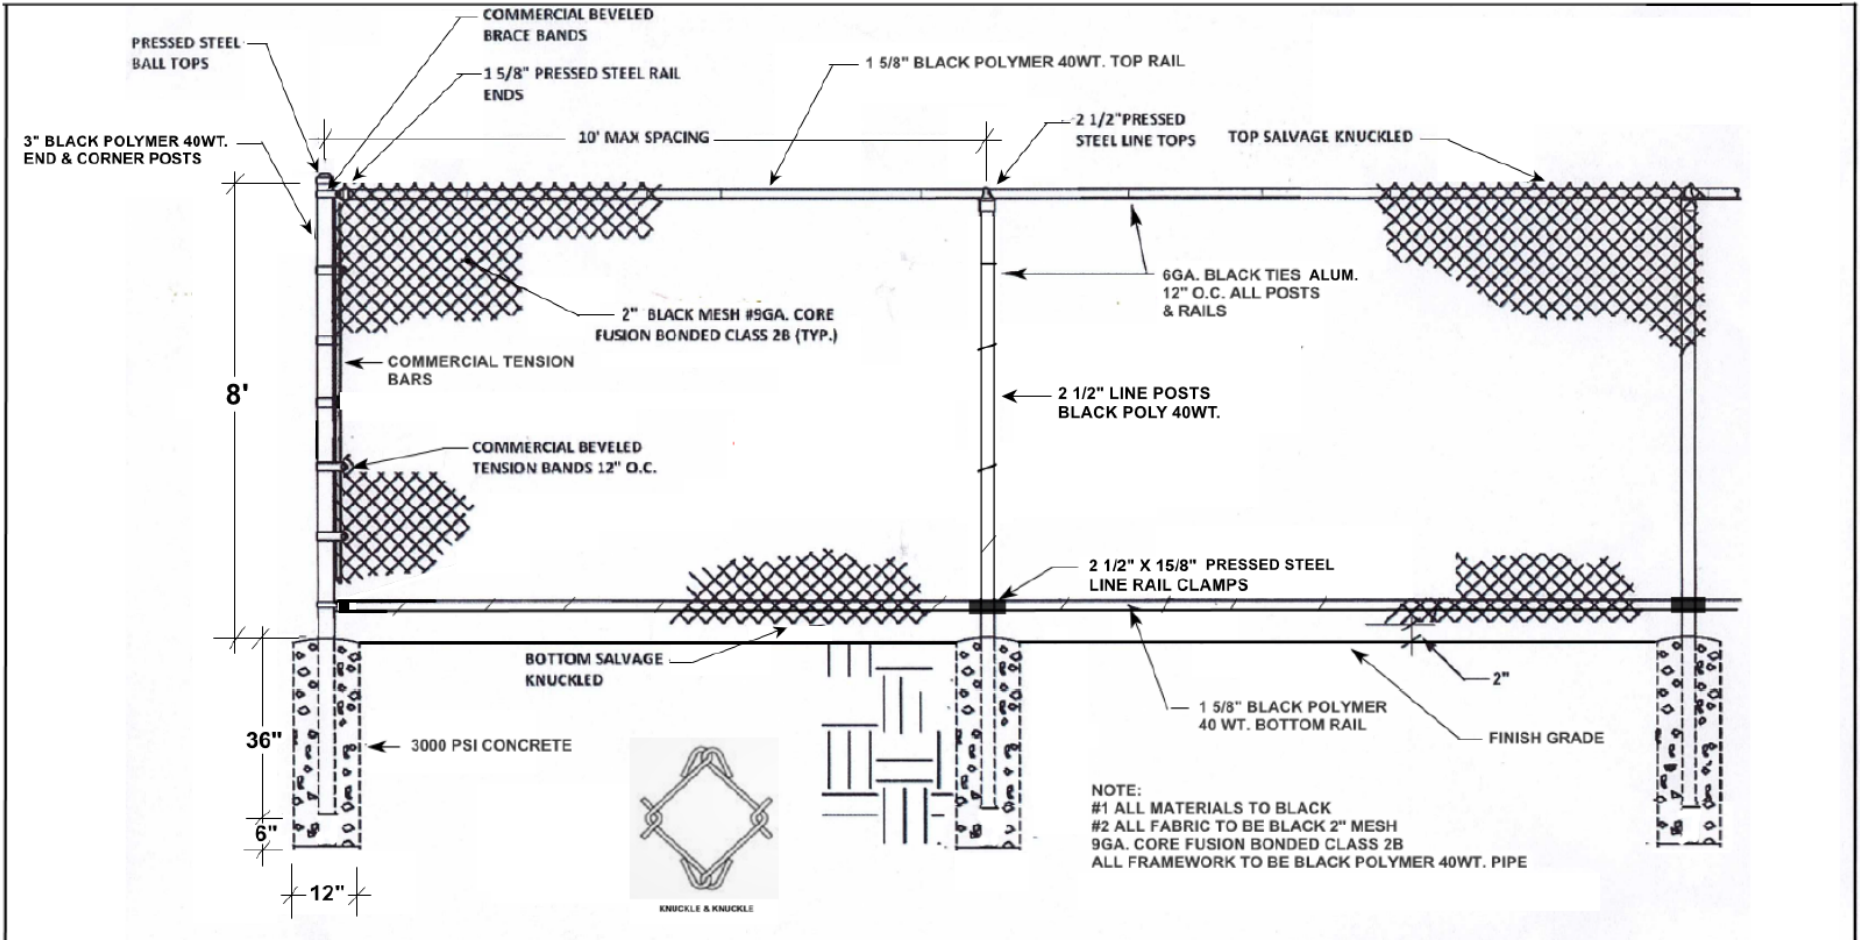 COMMERCIAL BEVELED
BRACE BANDS
PRESSED STEEL
BALL TOPS
1 5/8" PRESSED STEEL RAIL
ENDS
1 5/8" BLACK POLYMER 40WT. TOP RAIL
3" BLACK POLYMER 40WT.
END & CORNER POSTS
10' MAX SPACING
2 1/2"PRESSED
STEEL LINE TOPS
TOP SALVAGE KNUCKLED
6GA. BLACK TIES ALUM.
12" O.C. ALL POSTS
& RAILS
2" BLACK MESH #9GA. CORE
FUSION BONDED CLASS 2B (TYP.)
COMMERCIAL TENSION
BARS
8'
2 1/2" LINE POSTS
BLACK POLY 40WT.
COMMERCIAL BEVELED
TENSION BANDS 12" O.C.
2 1/2" X 15/8" PRESSED STEEL
LINE RAIL CLAMPS
BOTTOM SALVAGE
KNUCKLED
2"
1 5/8" BLACK POLYMER
40 WT. BOTTOM RAIL
FINISH GRADE
36"
3000 PSI CONCRETE
6"
12"
KNUCKLE & KNUCKLE
NOTE:
#1 ALL MATERIALS TO BLACK
#2 ALL FABRIC TO BE BLACK 2" MESH
9GA. CORE FUSION BONDED CLASS 2B
ALL FRAMEWORK TO BE BLACK POLYMER 40WT. PIPE